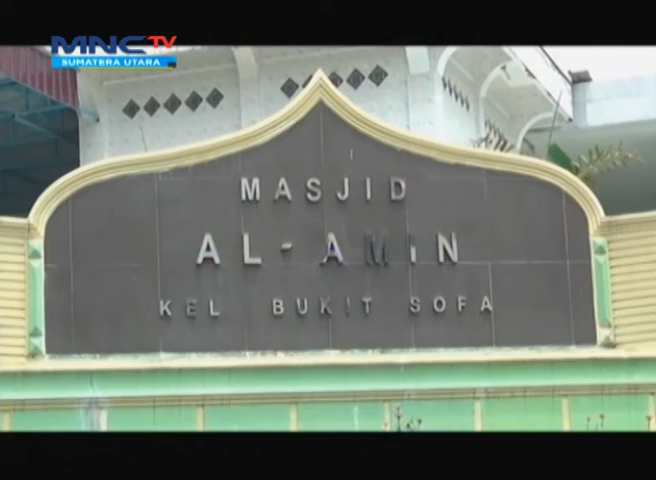 MNCTV
SUMATERA UTARA
MASJID
AL-AMIN
KEL BUKIT SOFA